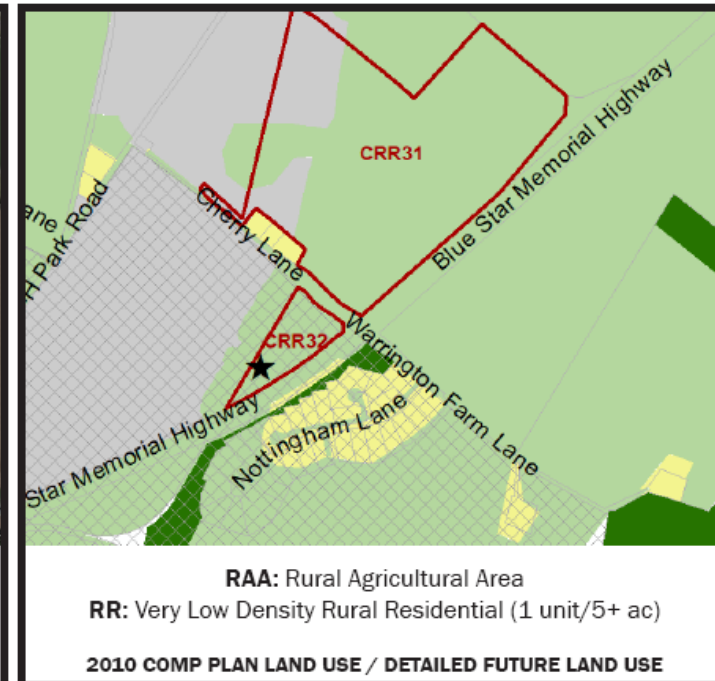 CRR31
Blue Star Memorial Highway
ane
H Park Road
Cherry Lane
CRR32
Warrington Farm Lane
Star Memorial Highway
Nottingham Lane
RAA: Rural Agricultural Area
RR: Very Low Density Rural Residential (1 unit/5+ ac)
2010 COMP PLAN LAND USE / DETAILED FUTURE LAND USE